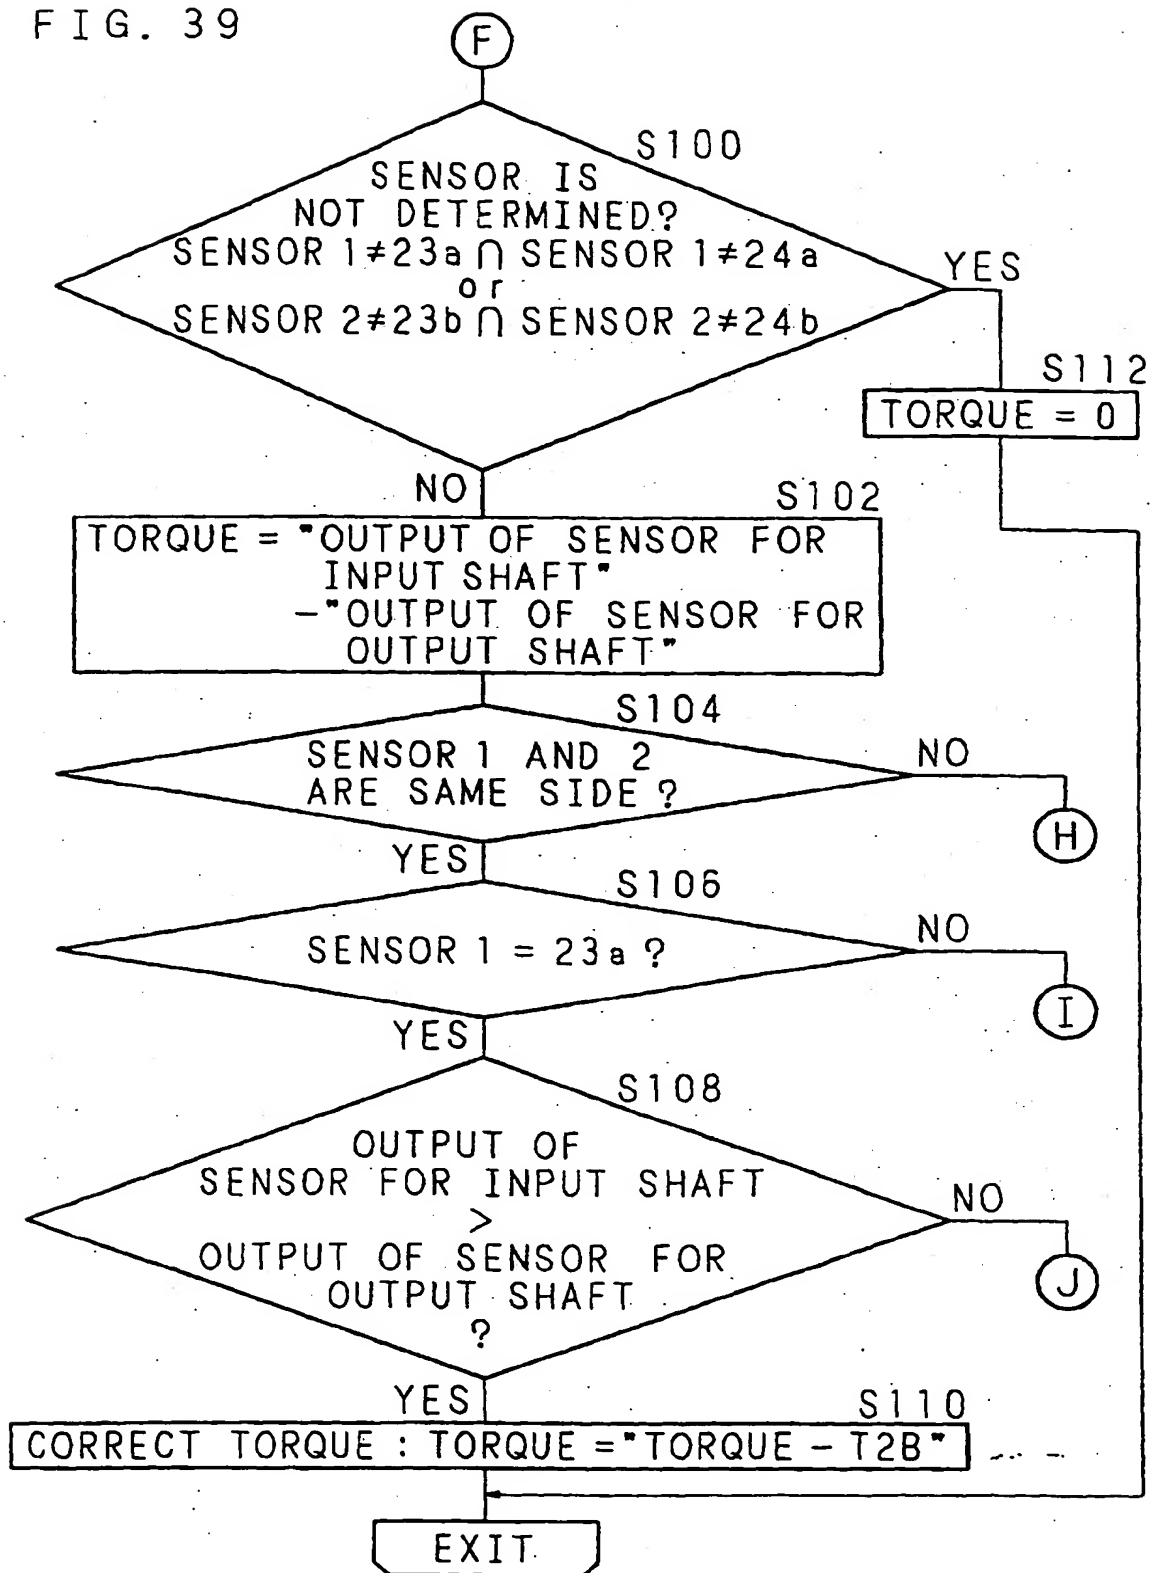 FIG. 39
F
S100
SENSOR IS
NOT DETERMINED?
SENSOR 1≠23a ∩ SENSOR 1≠24a
or
SENSOR 2≠23b ∩ SENSOR 2≠24b
YES
S112
TORQUE = 0
NO
S102
TORQUE = "OUTPUT OF SENSOR FOR
INPUT SHAFT"
-"OUTPUT OF SENSOR FOR
OUTPUT SHAFT"
S104
SENSOR 1 AND 2
ARE SAME SIDE ?
NO
H
YES
S106
SENSOR 1 = 23a ?
NO
I
YES
S108
OUTPUT OF
SENSOR FOR INPUT SHAFT
>
OUTPUT OF SENSOR FOR
OUTPUT SHAFT
?
NO
J
YES
S110
CORRECT TORQUE : TORQUE ="TORQUE - T2B"
EXIT